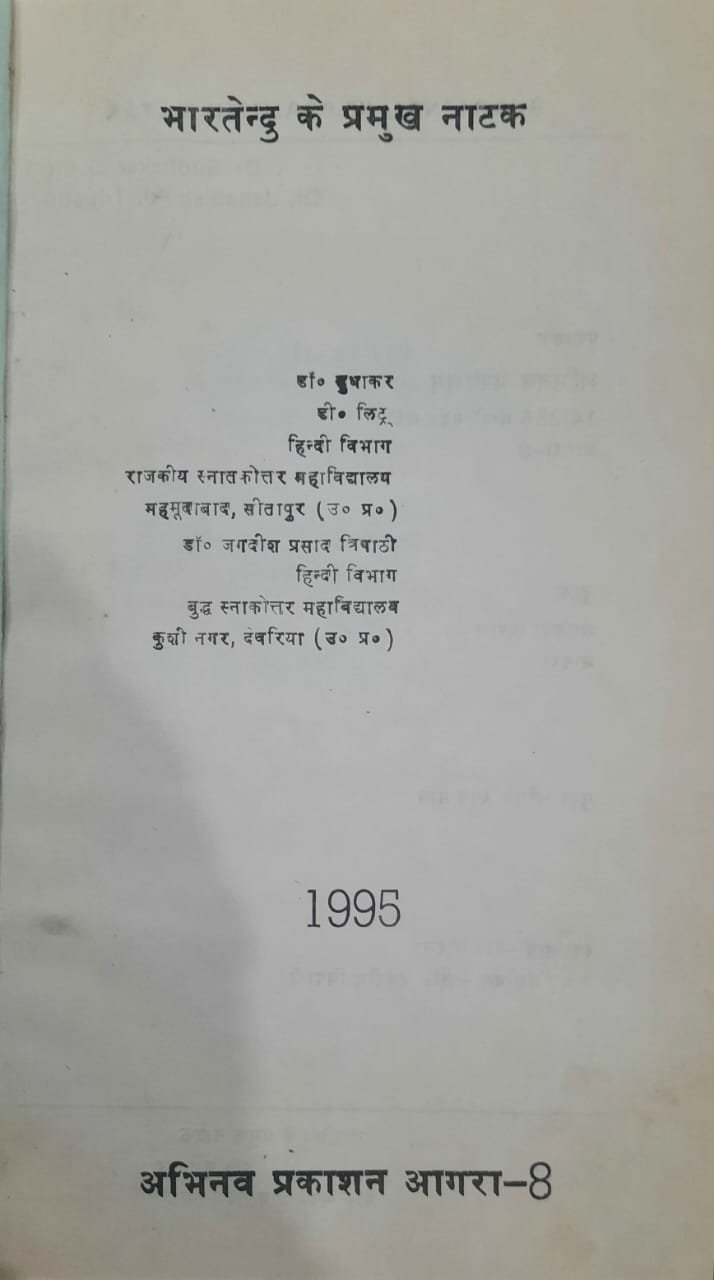 भारतेन्दु के प्रमुख नाटक
डॉ० सुधाकर
डी० लिट्
हिन्दी विभाग
राजकीय स्नातकोत्तर महाविद्यालय
महमूदाबाद, सीतापुर (उ० प्र०)
डॉ० जगदीश प्रसाद त्रिपाठी
हिन्दी विभाग
बुद्ध स्नाकोत्तर महाविद्यालय
कुशी नगर, देवरिया (उ० प्र०)
1995
अभिनव प्रकाशन आगरा-8